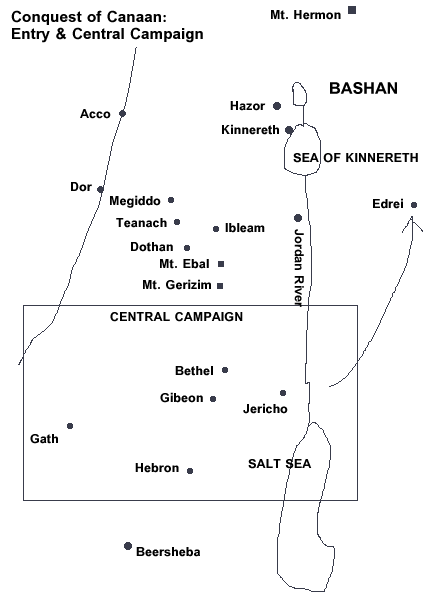 Conquest of Canaan:
Entry & Central Campaign
Mt. Hermon
BASHAN
Hazor
Acco
Kinnereth
SEA OF KINNERETH
Dor
Megiddo
Edrei
Teanach
Ibleam
Dothan
Jordan River
Mt. Ebal
Mt. Gerizim
CENTRAL CAMPAIGN
Bethel
Gibeon
Jericho
Gath
Hebron
SALT SEA
Beersheba